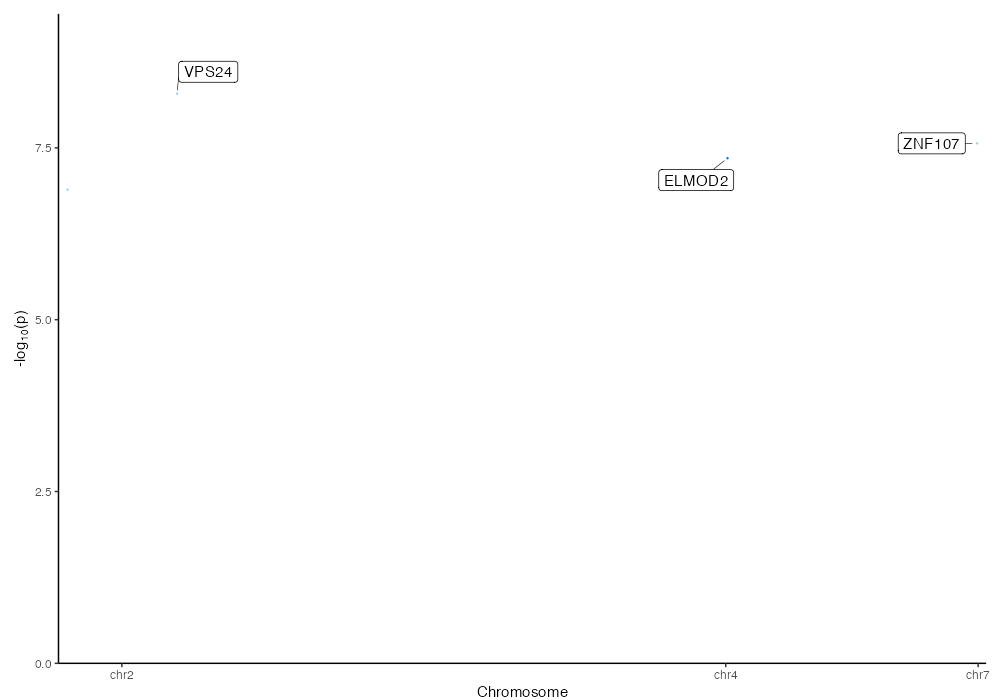 VPS24
ZNF107
ELMOD2
7.5
5.0
2.5
0.0
-log10(p)
chr2
chr4
chr7
Chromosome